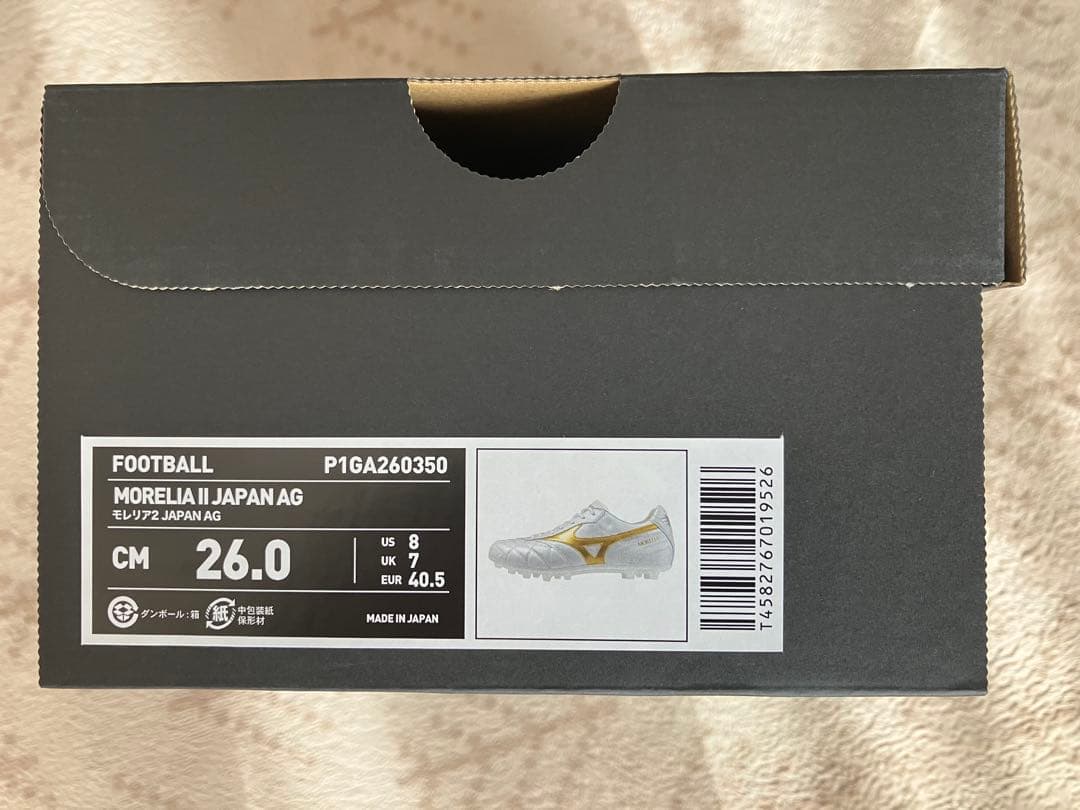 FOOTBALL P1GA260350
MORELIA II JAPAN AG
モレリア2 JAPAN AG
CM 26.0
US 8
UK 7
EUR 40.5
ダンボール:箱
紙
中包装紙
保形材
MADE IN JAPAN
MORELIA
T4582767019526